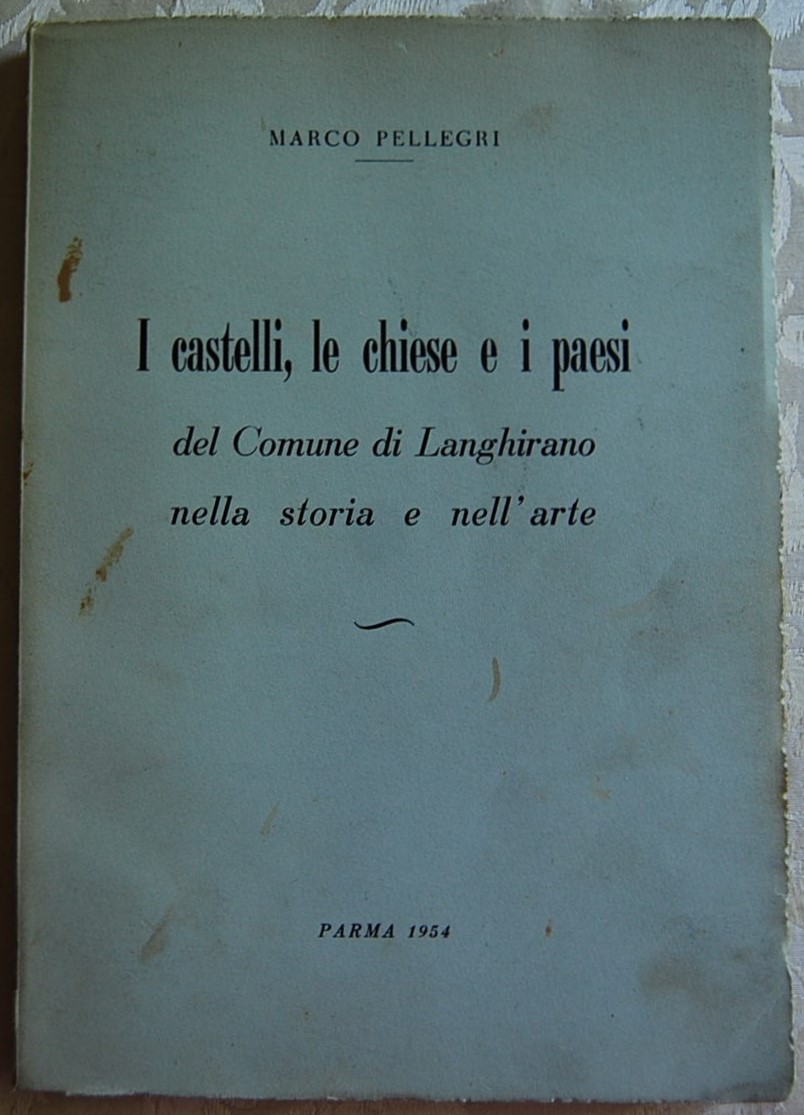 MARCO PELLEGRI
I castelli, le chiese e i paesi
del Comune di Langhirano
nella storia e nell'arte
PARMA 1954